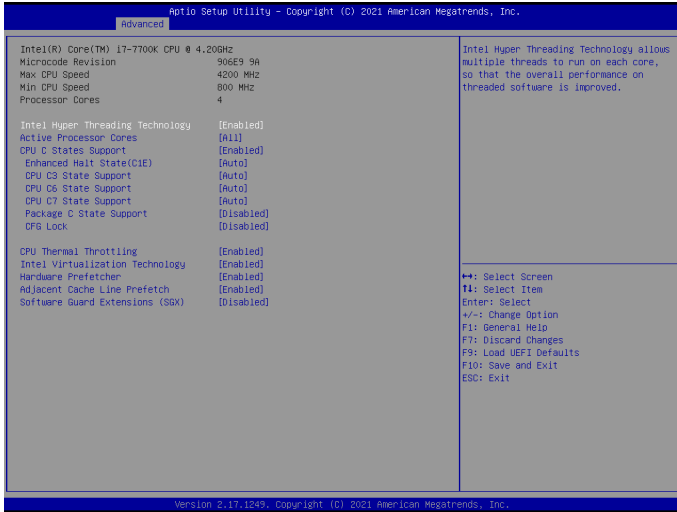 Aptio Setup Utility – Copyright (C) 2021 American Megatrends, Inc.
Advanced
Intel(R) Core(TM) i7-7700K CPU @ 4.20GHz
Microcode Revision 906E9 9A
Max CPU Speed 4200 MHz
Min CPU Speed 800 MHz
Processor Cores 4
Intel Hyper Threading Technology [Enabled]
Active Processor Cores [All]
CPU C States Support [Enabled]
Enhanced Halt State(C1E) [Auto]
CPU C3 State Support [Auto]
CPU C6 State Support [Auto]
CPU C7 State Support [Auto]
Package C State Support [Disabled]
CFG Lock [Disabled]
CPU Thermal Throttling [Enabled]
Intel Virtualization Technology [Enabled]
Hardware Prefetcher [Enabled]
Adjacent Cache Line Prefetch [Enabled]
Software Guard Extensions (SGX) [Disabled]
Intel Hyper Threading Technology allows
multiple threads to run on each core,
so that the overall performance on
threaded software is improved.
←→: Select Screen
↑↓: Select Item
Enter: Select
+/-: Change Option
F1: General Help
F7: Discard Changes
F9: Load UEFI Defaults
F10: Save and Exit
ESC: Exit
Version 2.17.1249. Copyright (C) 2021 American Megatrends, Inc.